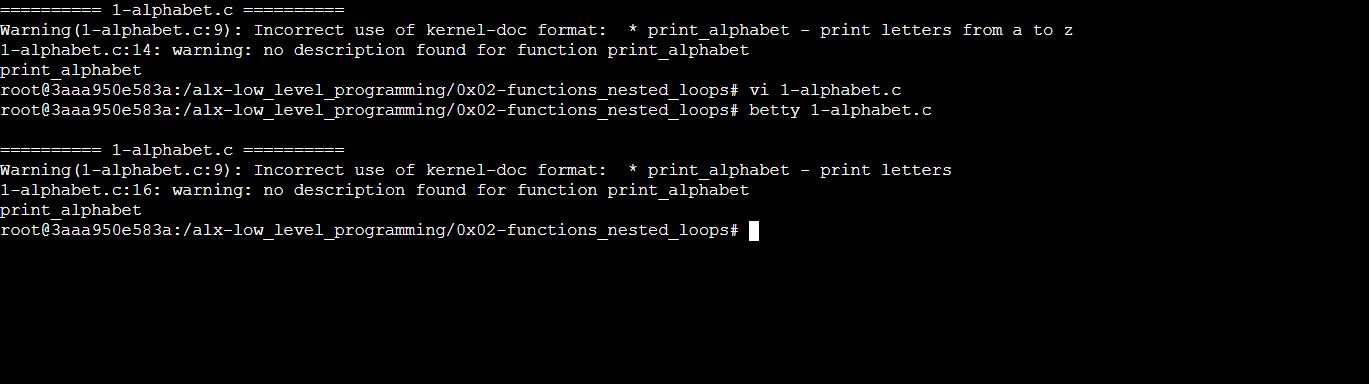 ========== 1-alphabet.c ==========
Warning(1-alphabet.c:9): Incorrect use of kernel-doc format:  * print_alphabet - print letters from a to z
1-alphabet.c:14: warning: no description found for function print_alphabet
print_alphabet
root@3aaa950e583a:/alx-low_level_programming/0x02-functions_nested_loops# vi 1-alphabet.c
root@3aaa950e583a:/alx-low_level_programming/0x02-functions_nested_loops# betty 1-alphabet.c
========== 1-alphabet.c ==========
Warning(1-alphabet.c:9): Incorrect use of kernel-doc format:  * print_alphabet - print letters
1-alphabet.c:16: warning: no description found for function print_alphabet
print_alphabet
root@3aaa950e583a:/alx-low_level_programming/0x02-functions_nested_loops#